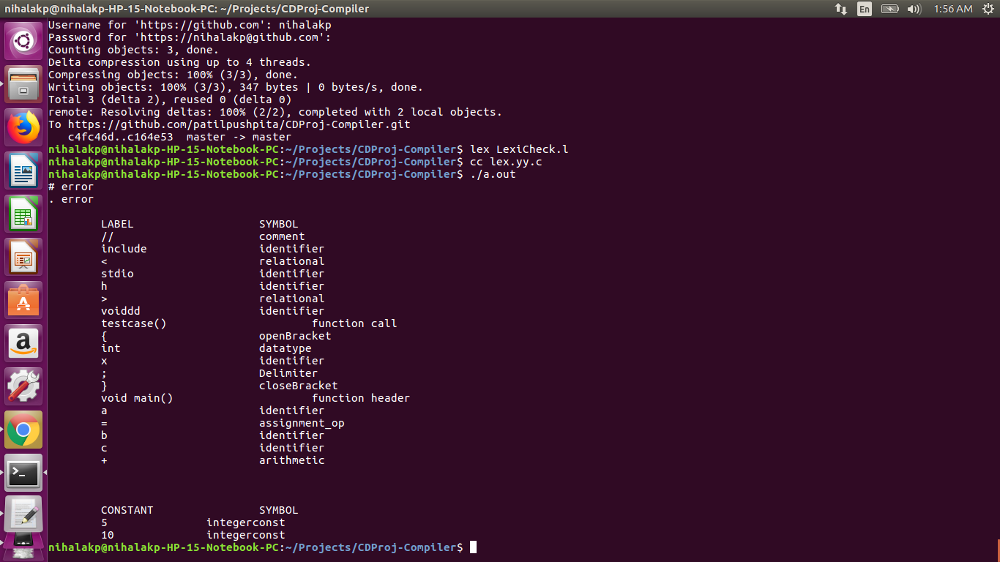 nihalakp@nihalakp-HP-15-Notebook-PC: ~/Projects/CDProj-Compiler En 1:56 AM
Username for 'https://github.com': nihalakp
Password for 'https://nihalakp@github.com':
Counting objects: 3, done.
Delta compression using up to 4 threads.
Compressing objects: 100% (3/3), done.
Writing objects: 100% (3/3), 347 bytes | 0 bytes/s, done.
Total 3 (delta 2), reused 0 (delta 0)
remote: Resolving deltas: 100% (2/2), completed with 2 local objects.
To https://github.com/patilpushpita/CDProj-Compiler.git
c4fc46d..c164e53 master -> master
nihalakp@nihalakp-HP-15-Notebook-PC:~/Projects/CDProj-Compiler$ lex LexiCheck.l
nihalakp@nihalakp-HP-15-Notebook-PC:~/Projects/CDProj-Compiler$ cc lex.yy.c
nihalakp@nihalakp-HP-15-Notebook-PC:~/Projects/CDProj-Compiler$ ./a.out
# error
. error
LABEL SYMBOL
// comment
include identifier
< relational
stdio identifier
h identifier
> relational
voiddd identifier
testcase() function call
{ openBracket
int datatype
x identifier
; Delimiter
} closeBracket
void main() function header
a identifier
= assignment_op
b identifier
c identifier
+ arithmetic
CONSTANT SYMBOL
5 integerconst
10 integerconst
nihalakp@nihalakp-HP-15-Notebook-PC:~/Projects/CDProj-Compiler$